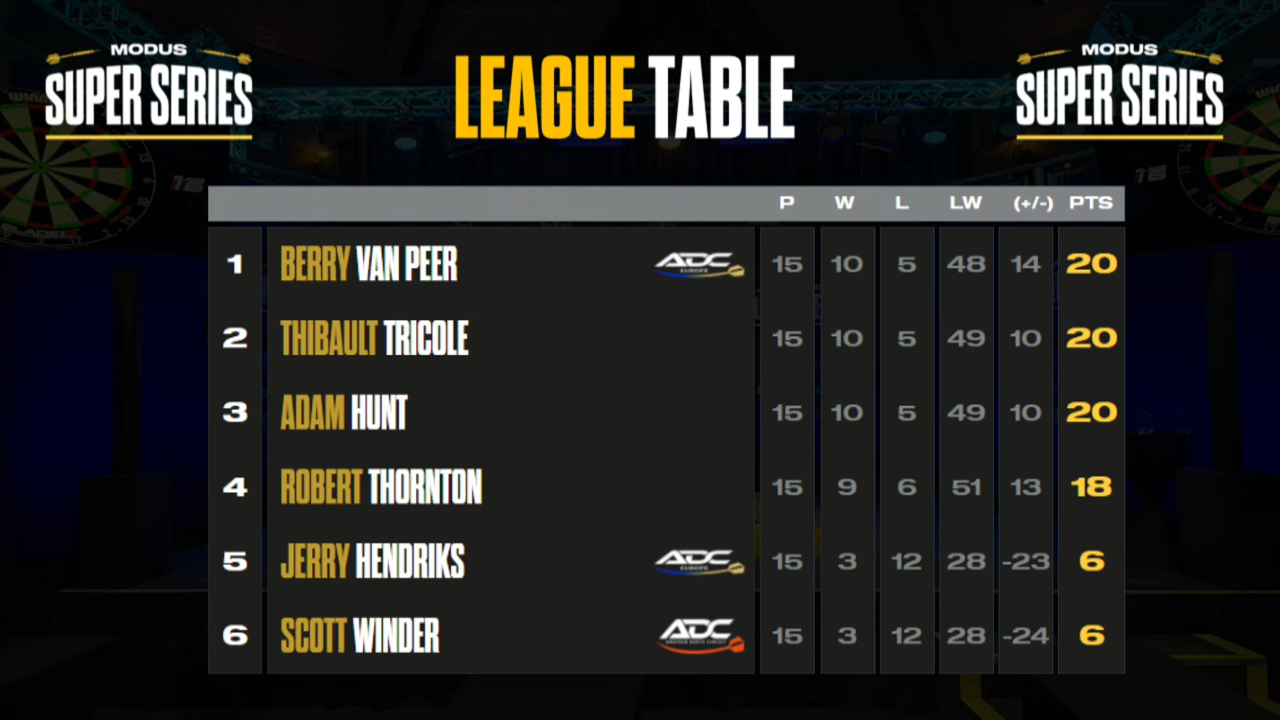 MODUS
SUPER SERIES
LEAGUE TABLE
MODUS
SUPER SERIES
P W L LW (+/-) PTS
1 BERRY VAN PEER ADC EUROPE 15 10 5 48 14 20
2 THIBAULT TRICOLE 15 10 5 49 10 20
3 ADAM HUNT 15 10 5 49 10 20
4 ROBERT THORNTON 15 9 6 51 13 18
5 JERRY HENDRIKS ADC EUROPE 15 3 12 28 -23 6
6 SCOTT WINDER ADC 15 3 12 28 -24 6